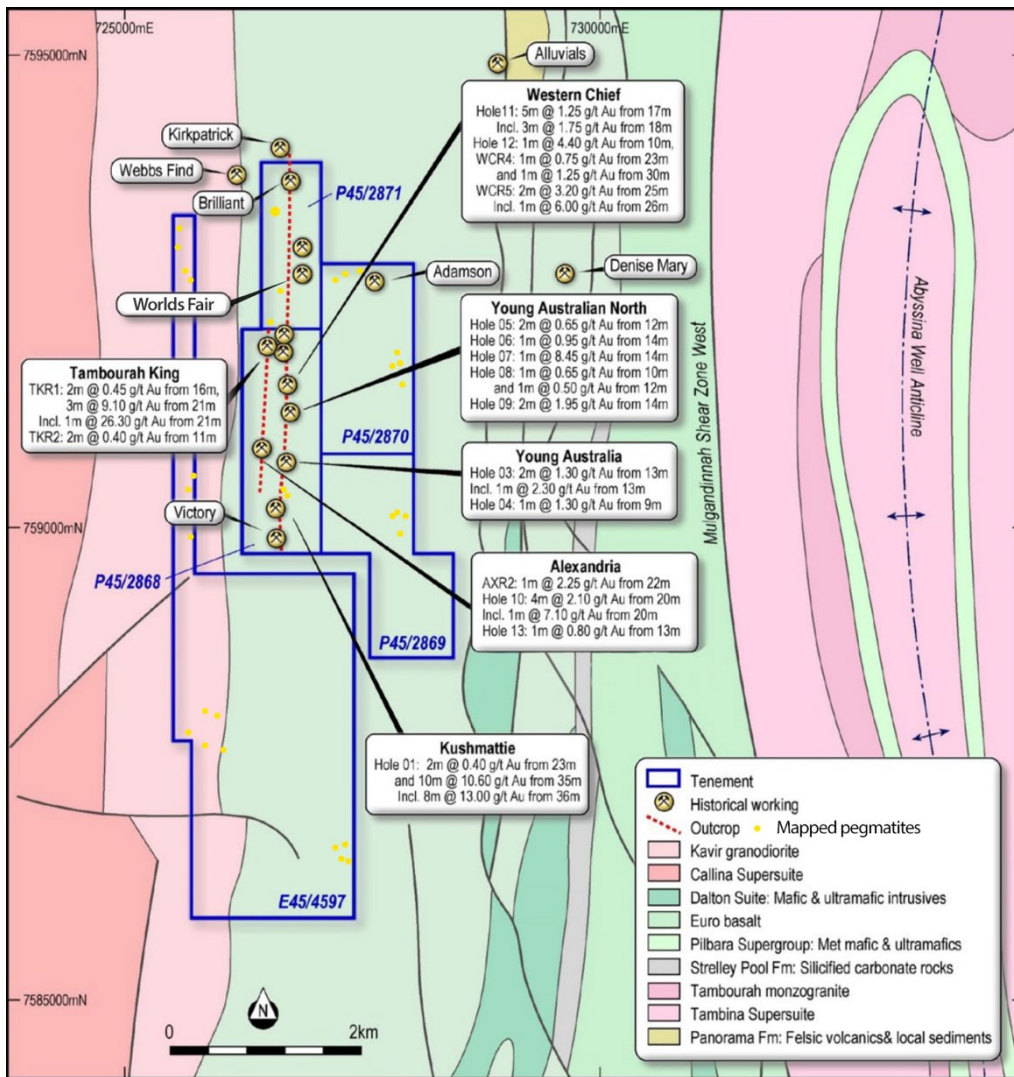 725000mE
730000mE
7595000mN
Alluvials
Western Chief
Hole11: 5m @ 1.25 g/t Au from 17m
Incl. 3m @ 1.75 g/t Au from 18m
Hole 12: 1m @ 4.40 g/t Au from 10m,
WCR4: 1m @ 0.75 g/t Au from 23m
and 1m @ 1.25 g/t Au from 30m
WCR5: 2m @ 3.20 g/t Au from 25m
Incl. 1m @ 6.00 g/t Au from 26m
Kirkpatrick
Webbs Find
Brilliant
P45/2871
Adamson
Denise Mary
Worlds Fair
Young Australian North
Hole 05: 2m @ 0.65 g/t Au from 12m
Hole 06: 1m @ 0.95 g/t Au from 14m
Hole 07: 1m @ 8.45 g/t Au from 14m
Hole 08: 1m @ 0.65 g/t Au from 10m
and 1m @ 0.50 g/t Au from 12m
Hole 09: 2m @ 1.95 g/t Au from 14m
Tambourah King
TKR1: 2m @ 0.45 g/t Au from 16m,
3m @ 9.10 g/t Au from 21m
Incl. 1m @ 26.30 g/t Au from 21m
TKR2: 2m @ 0.40 g/t Au from 11m
P45/2870
Young Australia
Hole 03: 2m @ 1.30 g/t Au from 13m
Incl. 1m @ 2.30 g/t Au from 13m
Hole 04: 1m @ 1.30 g/t Au from 9m
Mulgandinnah Shear Zone West
Abyssina Well Anticline
Victory
759000mN
P45/2868
Alexandria
AXR2: 1m @ 2.25 g/t Au from 22m
Hole 10: 4m @ 2.10 g/t Au from 20m
Incl. 1m @ 7.10 g/t Au from 20m
Hole 13: 1m @ 0.80 g/t Au from 13m
P45/2869
Kushmattie
Hole 01: 2m @ 0.40 g/t Au from 23m
and 10m @ 10.60 g/t Au from 35m
Incl. 8m @ 13.00 g/t Au from 36m
E45/4597
7585000mN
N
0
2km
Tenement
Historical working
Outcrop
Mapped pegmatites
Kavir granodiorite
Callina Supersuite
Dalton Suite: Mafic & ultramafic intrusives
Euro basalt
Pilbara Supergroup: Met mafic & ultramafics
Strelley Pool Fm: Silicified carbonate rocks
Tambourah monzogranite
Tambina Supersuite
Panorama Fm: Felsic volcanics& local sediments